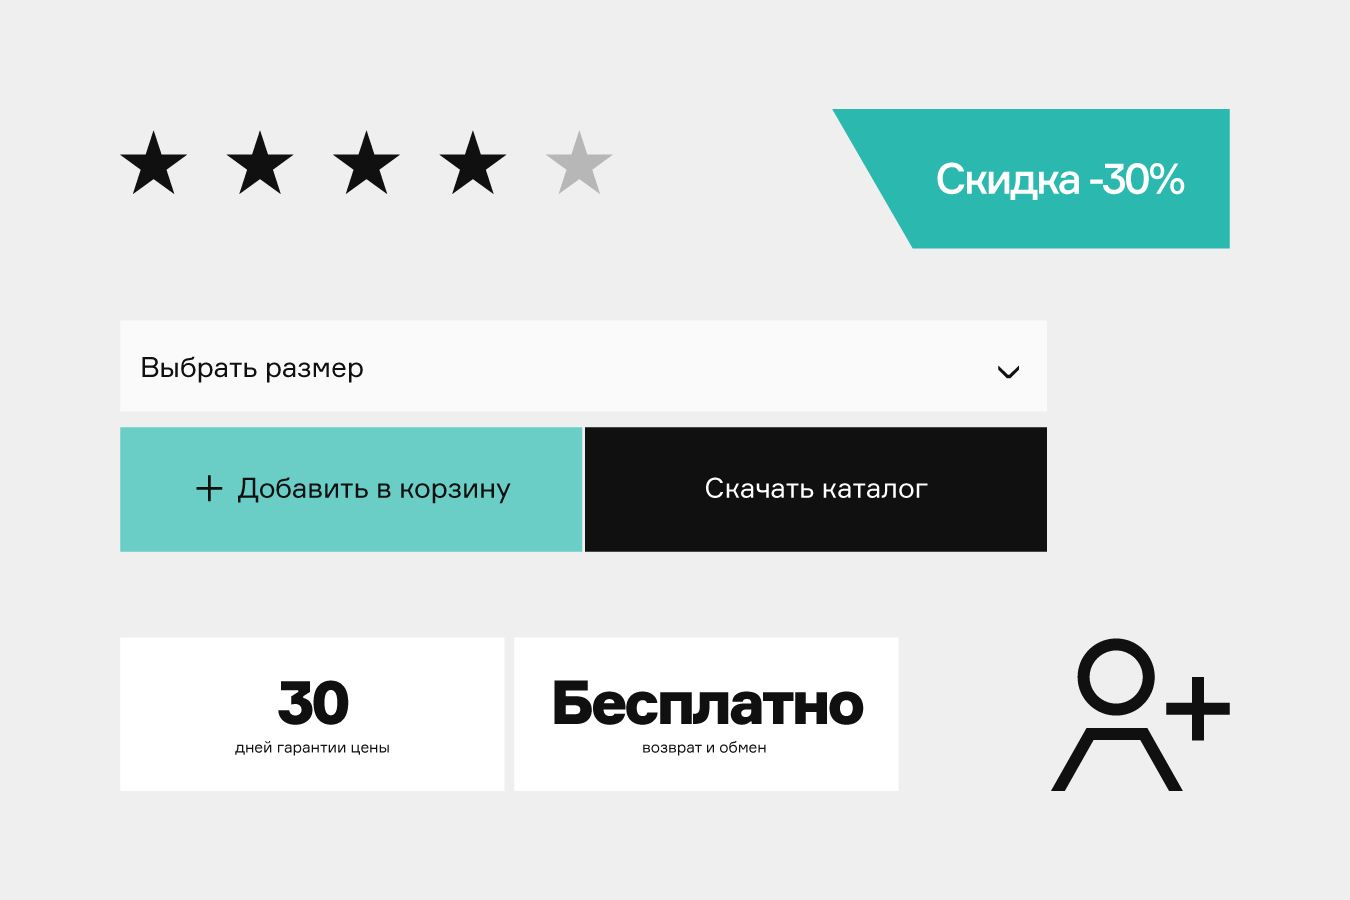 Скидка -30%
Выбрать размер
+ Добавить в корзину
Скачать каталог
30
дней гарантии цены
Бесплатно
возврат и обмен